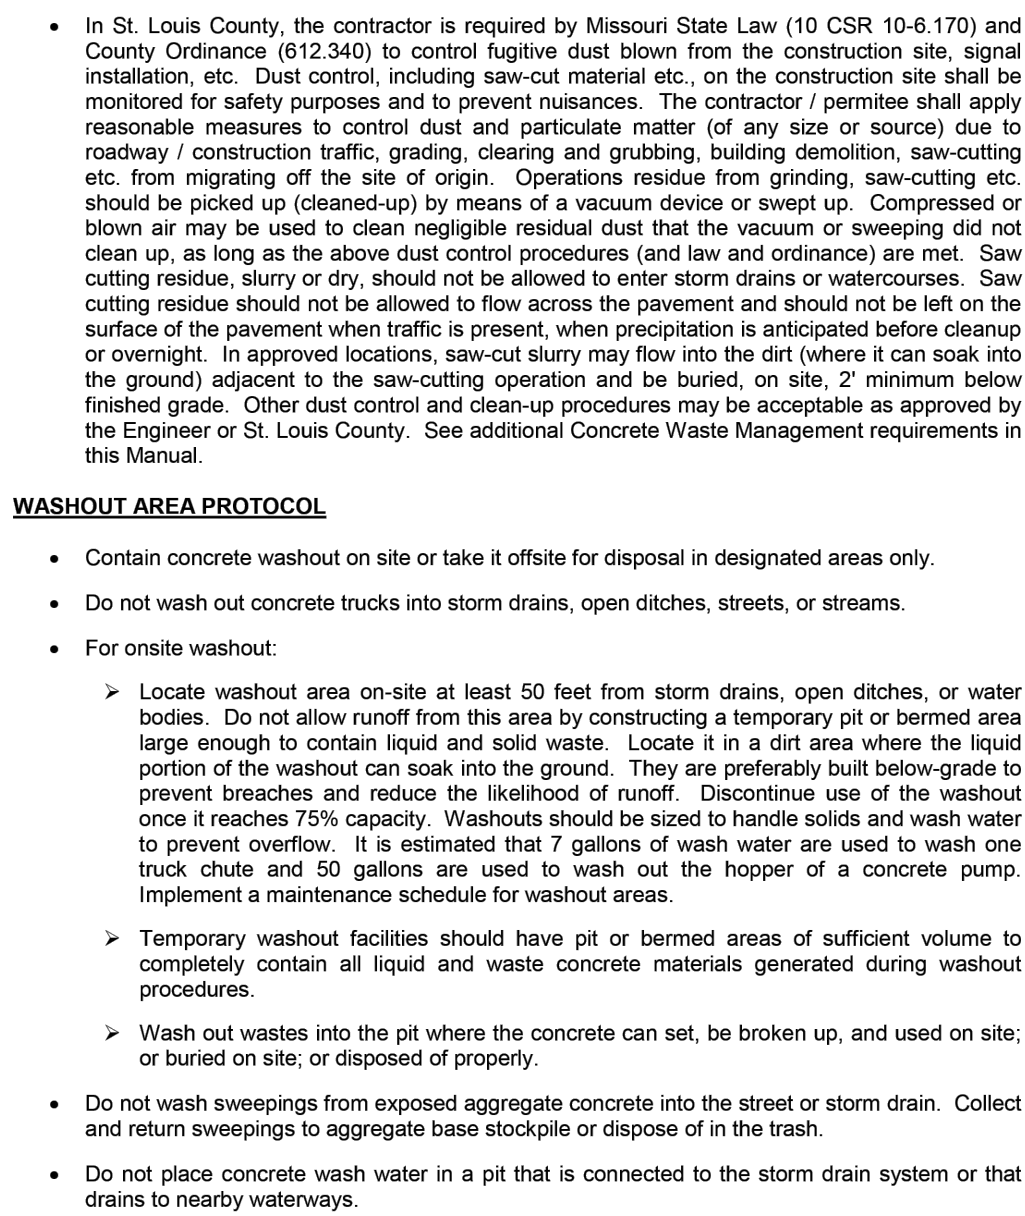 • In St. Louis County, the contractor is required by Missouri State Law (10 CSR 10-6.170) and
County Ordinance (612.340) to control fugitive dust blown from the construction site, signal
installation, etc. Dust control, including saw-cut material etc., on the construction site shall be
monitored for safety purposes and to prevent nuisances. The contractor / permitee shall apply
reasonable measures to control dust and particulate matter (of any size or source) due to
roadway / construction traffic, grading, clearing and grubbing, building demolition, saw-cutting
etc. from migrating off the site of origin. Operations residue from grinding, saw-cutting etc.
should be picked up (cleaned-up) by means of a vacuum device or swept up. Compressed or
blown air may be used to clean negligible residual dust that the vacuum or sweeping did not
clean up, as long as the above dust control procedures (and law and ordinance) are met. Saw
cutting residue, slurry or dry, should not be allowed to enter storm drains or watercourses. Saw
cutting residue should not be allowed to flow across the pavement and should not be left on the
surface of the pavement when traffic is present, when precipitation is anticipated before cleanup
or overnight. In approved locations, saw-cut slurry may flow into the dirt (where it can soak into
the ground) adjacent to the saw-cutting operation and be buried, on site, 2' minimum below
finished grade. Other dust control and clean-up procedures may be acceptable as approved by
the Engineer or St. Louis County. See additional Concrete Waste Management requirements in
this Manual.
WASHOUT AREA PROTOCOL
• Contain concrete washout on site or take it offsite for disposal in designated areas only.
• Do not wash out concrete trucks into storm drains, open ditches, streets, or streams.
• For onsite washout:
➢ Locate washout area on-site at least 50 feet from storm drains, open ditches, or water
bodies. Do not allow runoff from this area by constructing a temporary pit or bermed area
large enough to contain liquid and solid waste. Locate it in a dirt area where the liquid
portion of the washout can soak into the ground. They are preferably built below-grade to
prevent breaches and reduce the likelihood of runoff. Discontinue use of the washout
once it reaches 75% capacity. Washouts should be sized to handle solids and wash water
to prevent overflow. It is estimated that 7 gallons of wash water are used to wash one
truck chute and 50 gallons are used to wash out the hopper of a concrete pump.
Implement a maintenance schedule for washout areas.
➢ Temporary washout facilities should have pit or bermed areas of sufficient volume to
completely contain all liquid and waste concrete materials generated during washout
procedures.
➢ Wash out wastes into the pit where the concrete can set, be broken up, and used on site;
or buried on site; or disposed of properly.
• Do not wash sweepings from exposed aggregate concrete into the street or storm drain. Collect
and return sweepings to aggregate base stockpile or dispose of in the trash.
• Do not place concrete wash water in a pit that is connected to the storm drain system or that
drains to nearby waterways.